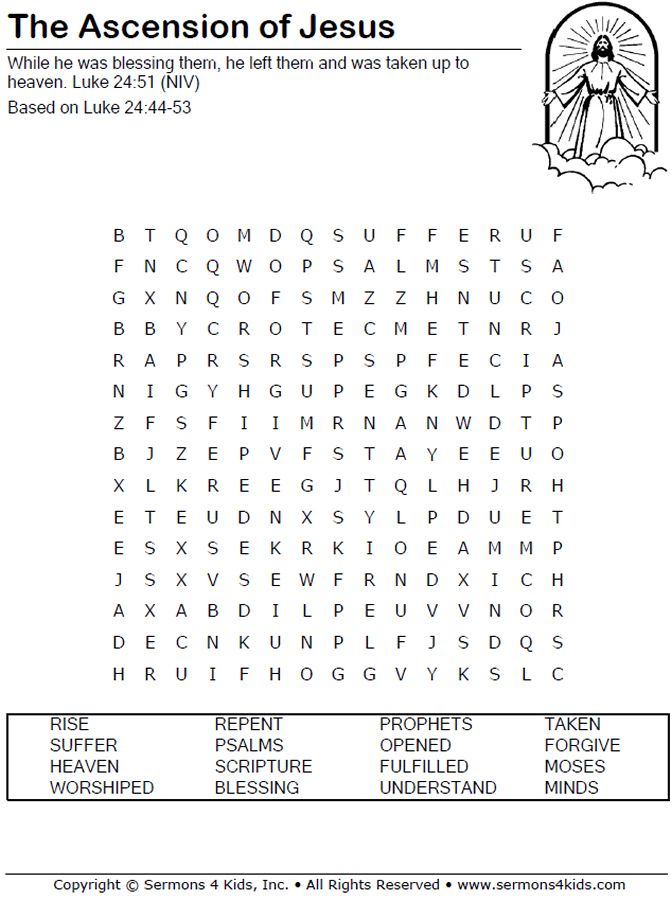 The Ascension of Jesus
While he was blessing them, he left them and was taken up to
heaven. Luke 24:51 (NIV)
Based on Luke 24:44-53
B T Q O M D Q S U F F E R U F
F N C Q W O P S A L M S T S A
G X N Q O F S M Z Z H N U C O
B B Y C R O T E C M E T N R J
R A P R S R S P S P F E C I A
N I G Y H G U P E G K D L P S
Z F S F I I M R N A N W D T P
B J Z E P V F S T A Y E E U O
X L K R E E G J T Q L H J R H
E T E U D N X S Y L P D U E T
E S X S E K R K I O E A M M P
J S X V S E W F R N D X I C H
A X A B D I L P E U V V N O R
D E C N K U N P L F J S D Q S
H R U I F H O G G V Y K S L C
RISE REPENT PROPHETS TAKEN
SUFFER PSALMS OPENED FORGIVE
HEAVEN SCRIPTURE FULFILLED MOSES
WORSHIPED BLESSING UNDERSTAND MINDS
Copyright © Sermons 4 Kids, Inc. • All Rights Reserved • www.sermons4kids.com